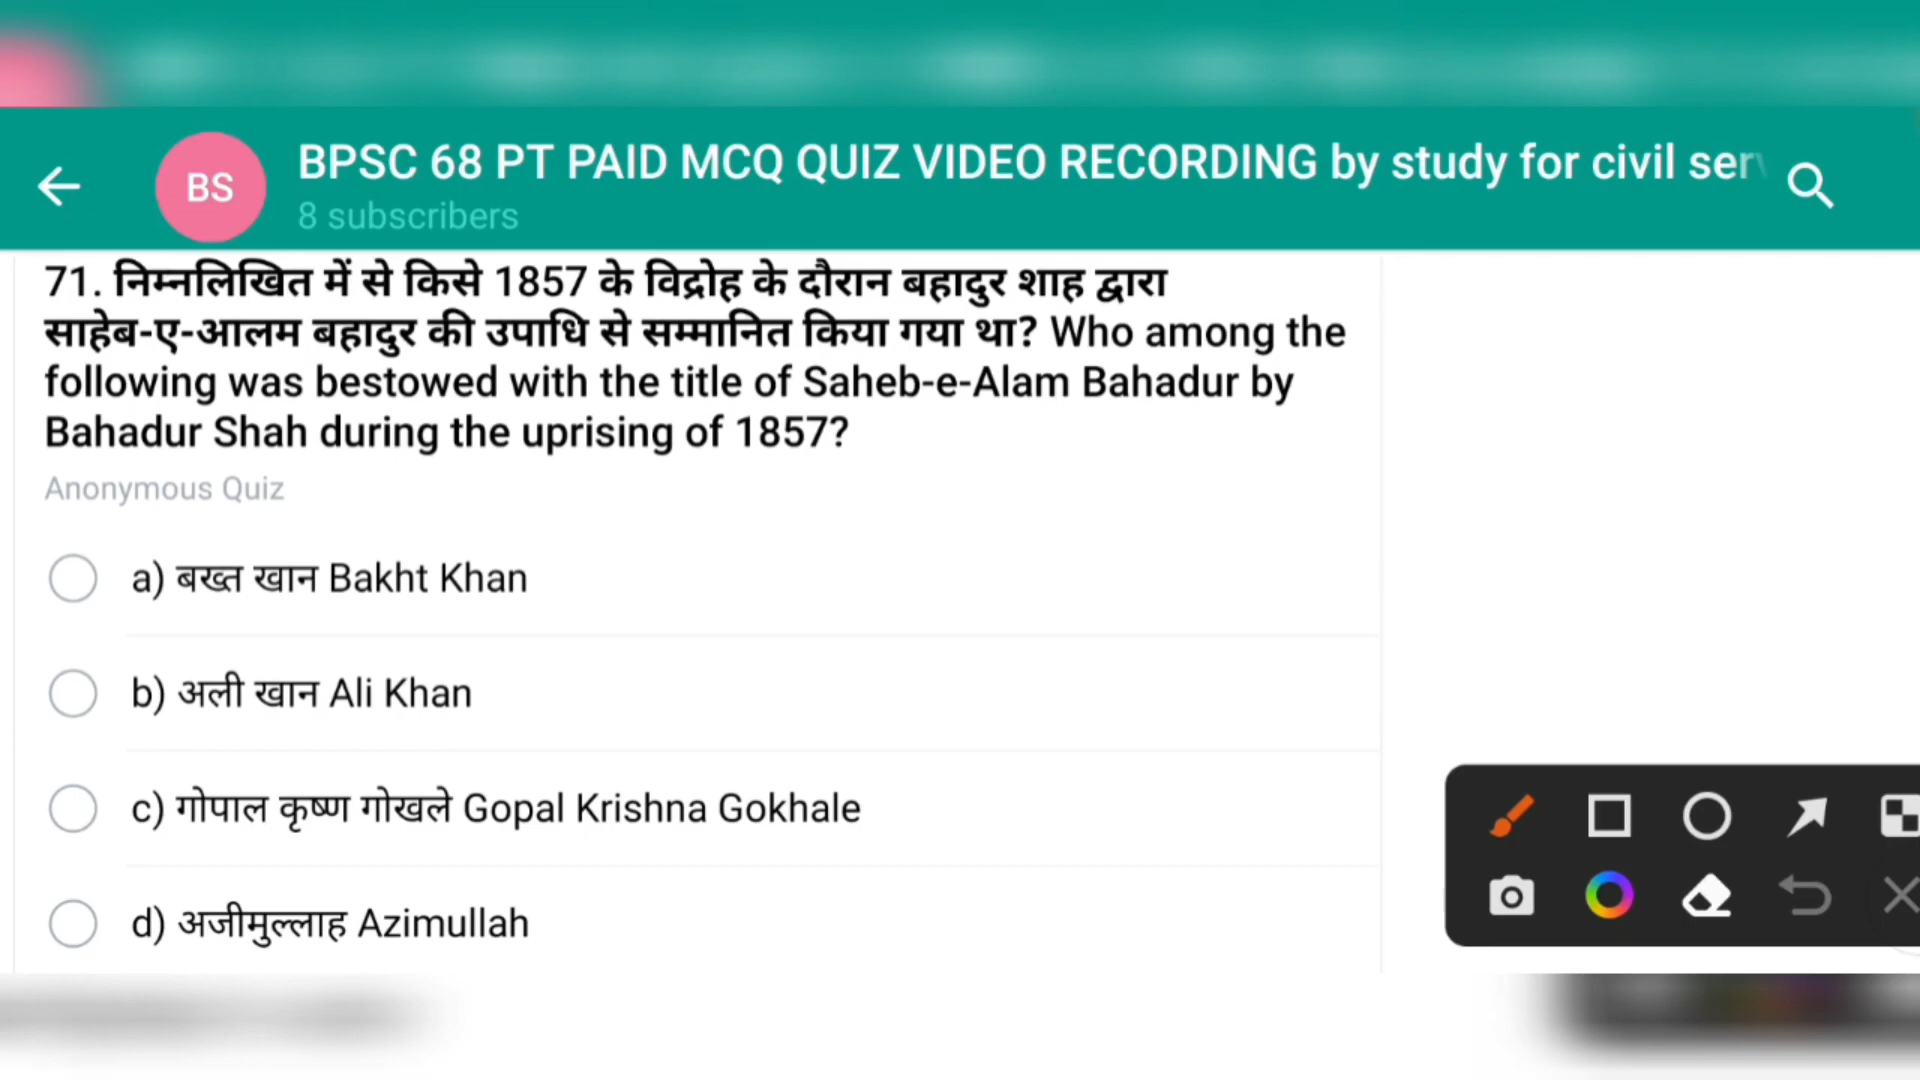 BPSC 68 PT PAID MCQ QUIZ VIDEO RECORDING by study for civil ser
BS
8 subscribers
71. निम्नलिखित में से किसे 1857 के विद्रोह के दौरान बहादुर शाह द्वारा
साहेब-ए-आलम बहादुर की उपाधि से सम्मानित किया गया था? Who among the
following was bestowed with the title of Saheb-e-Alam Bahadur by
Bahadur Shah during the uprising of 1857?
Anonymous Quiz
a) बख्त खान Bakht Khan
b) अली खान Ali Khan
c) गोपाल कृष्ण गोखले Gopal Krishna Gokhale
d) अजीमुल्लाह Azimullah